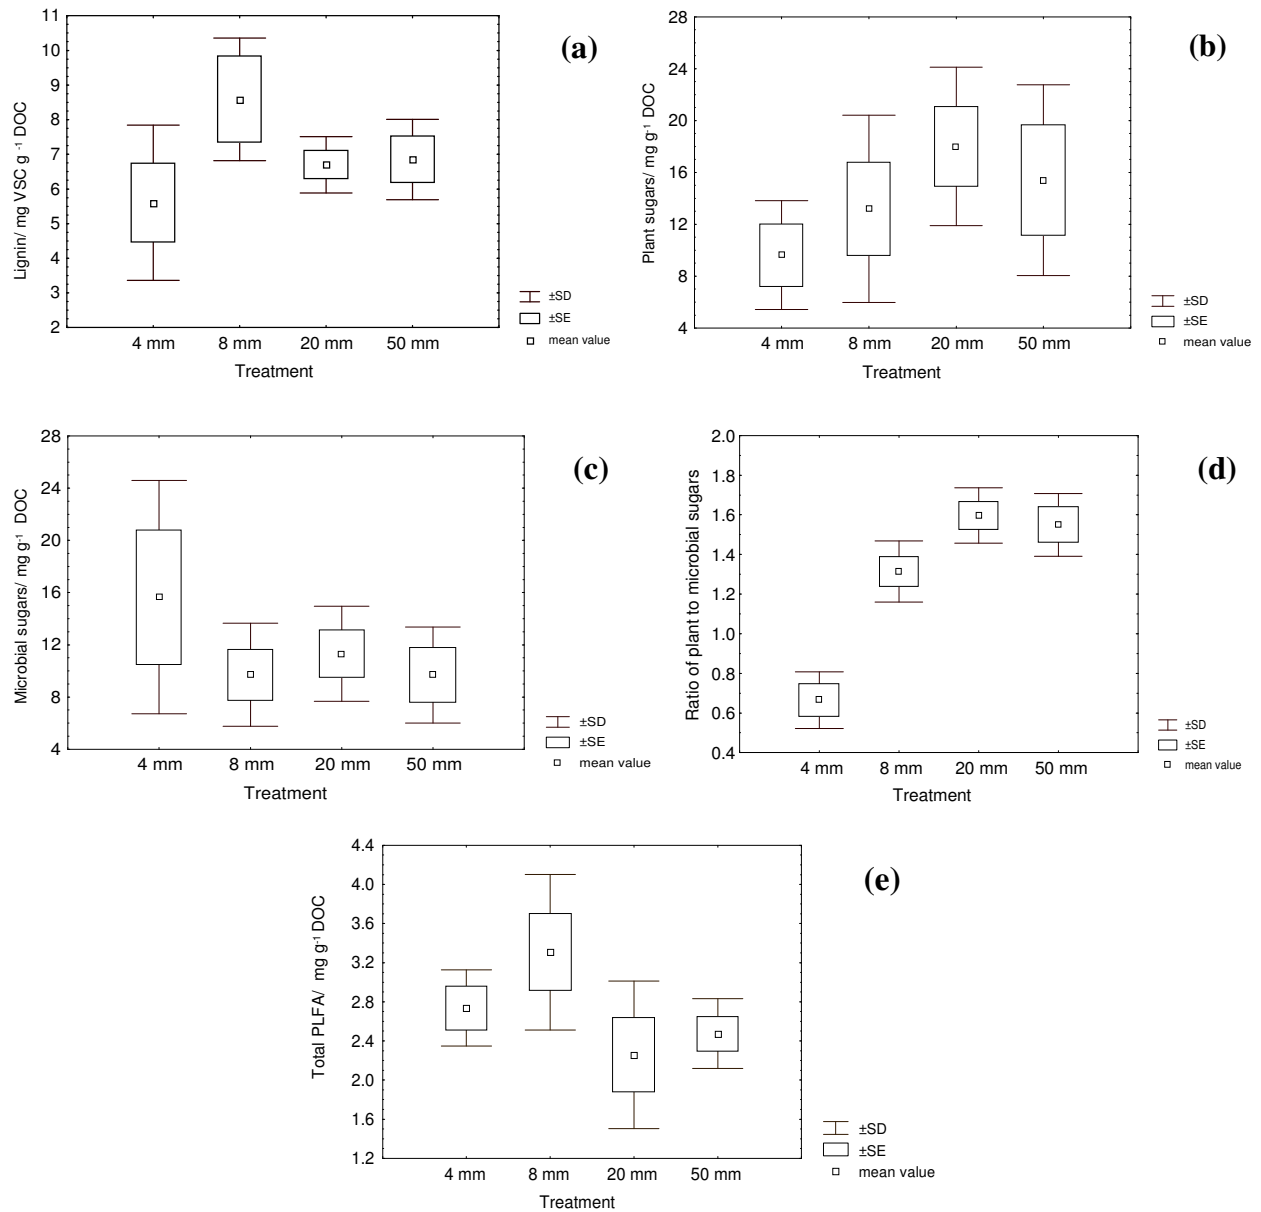 (a)
Lignin/ mg VSC g⁻¹ DOC
11
10
9
8
7
6
5
4
3
2
4 mm 8 mm 20 mm 50 mm
Treatment
±SD
±SE
mean value
(b)
Plant sugars/ mg g⁻¹ DOC
28
24
20
16
12
8
4
4 mm 8 mm 20 mm 50 mm
Treatment
±SD
±SE
mean value
(c)
Microbial sugars/ mg g⁻¹ DOC
28
24
20
16
12
8
4
4 mm 8 mm 20 mm 50 mm
Treatment
±SD
±SE
mean value
(d)
Ratio of plant to microbial sugars
2.0
1.8
1.6
1.4
1.2
1.0
0.8
0.6
0.4
4 mm 8 mm 20 mm 50 mm
Treatment
±SD
±SE
mean value
(e)
Total PLFA/ mg g⁻¹ DOC
4.4
4.0
3.6
3.2
2.8
2.4
2.0
1.6
1.2
4 mm 8 mm 20 mm 50 mm
Treatment
±SD
±SE
mean value